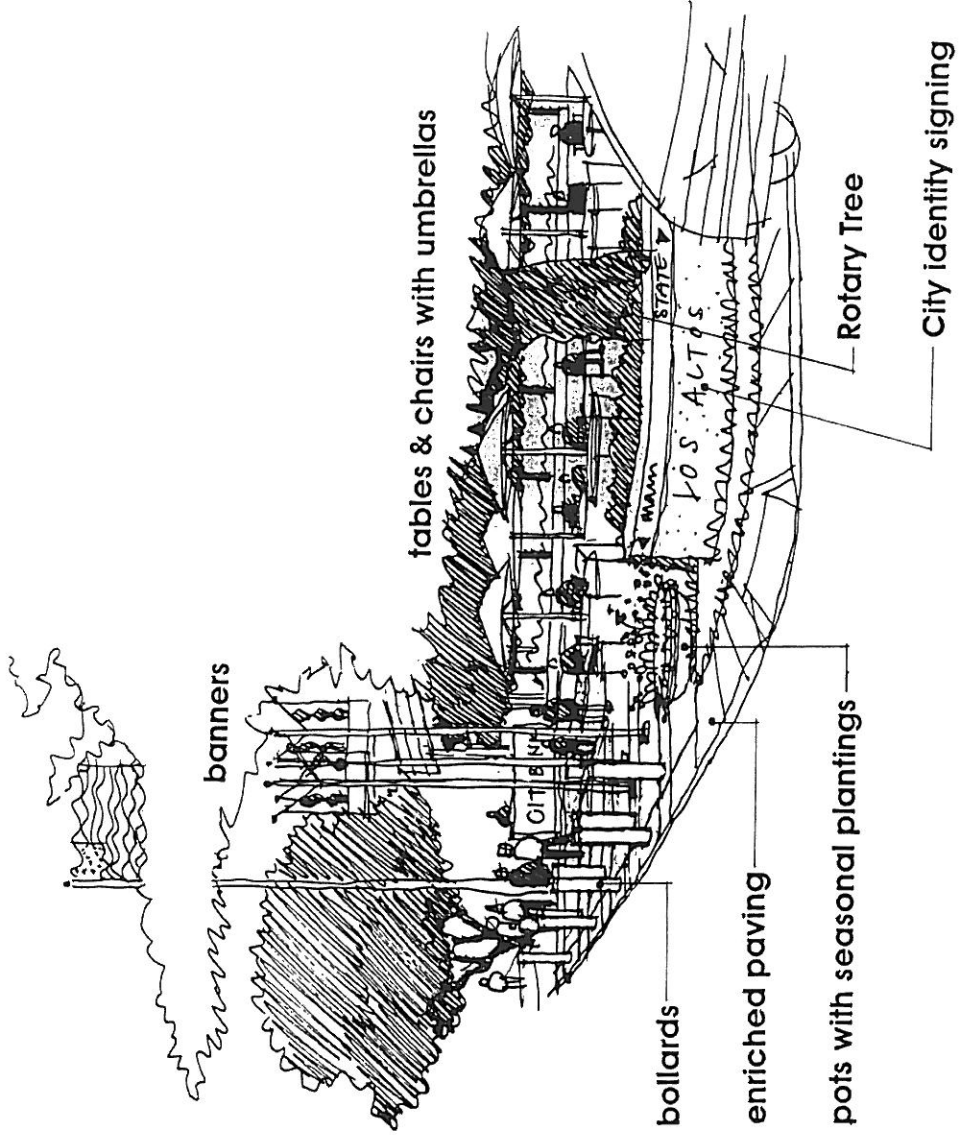 banners
tables & chairs with umbrellas
CITIBAN
MAIN
STATE
LOS ALTOS
bollards
enriched paving
pots with seasonal plantings
Rotary Tree
City identity signing